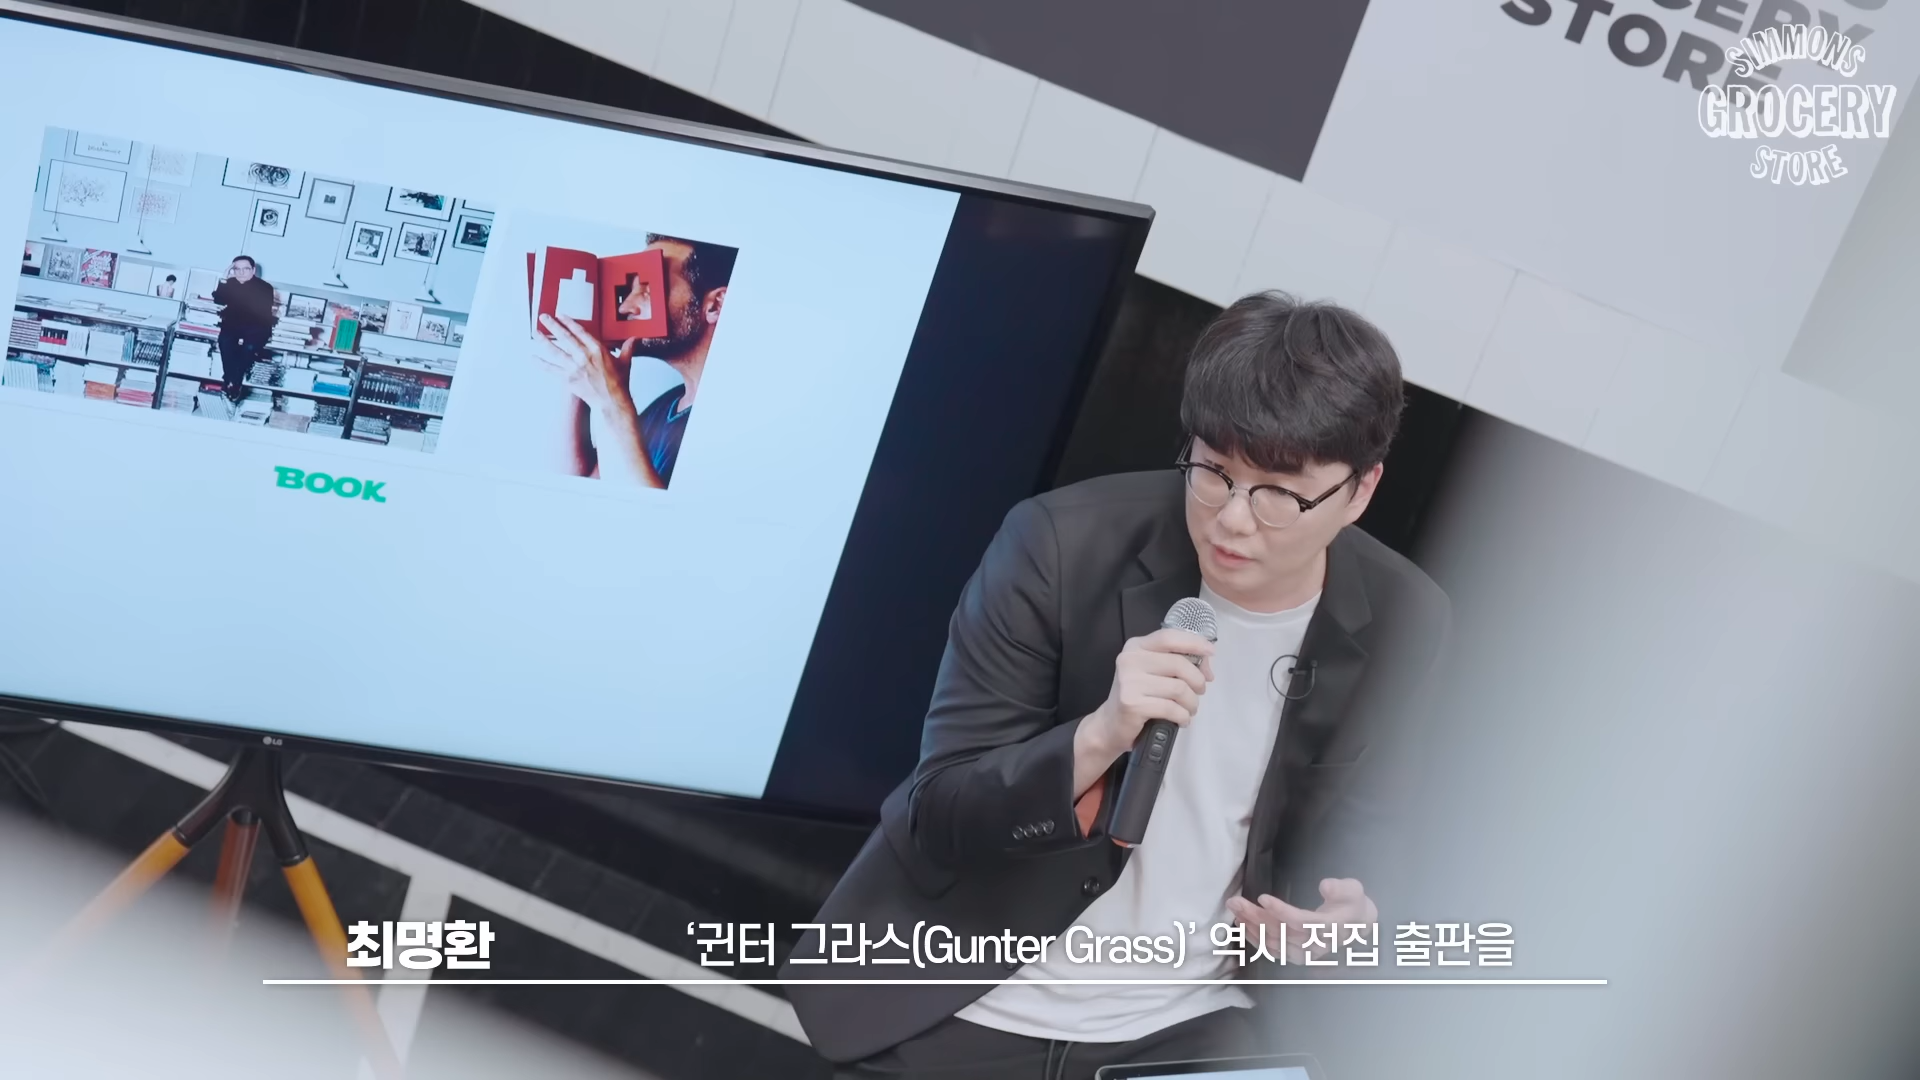 STORE
SIMMONS
GROCERY
STORE
BOOK
LG
최명환
‘귄터 그라스(Gunter Grass)’ 역시 전집 출판을